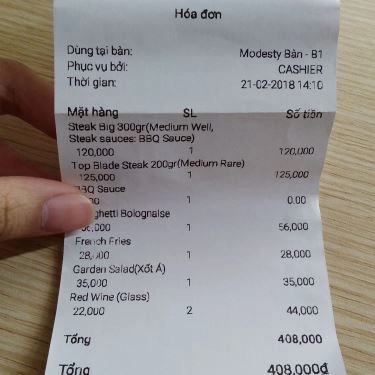 Hóa đơn
Dùng tại bàn: Modesty Bàn - B1
Phục vụ bởi: CASHIER
Thời gian: 21-02-2018 14:10
Mặt hàng SL Số tiền
Steak Big 300gr(Medium Well,
Steak sauces: BBQ Sauce)
120,000 1 120,000
Top Blade Steak 200gr(Medium Rare)
125,000 1 125,000
BBQ Sauce
1 0.00
Bolognaise
1 56,000
French Fries
28,000 1 28,000
Garden Salad(Xốt Á)
35,000 1 35,000
Red Wine (Glass)
22,000 2 44,000
Tổng 408,000
Tổng 408,000đ